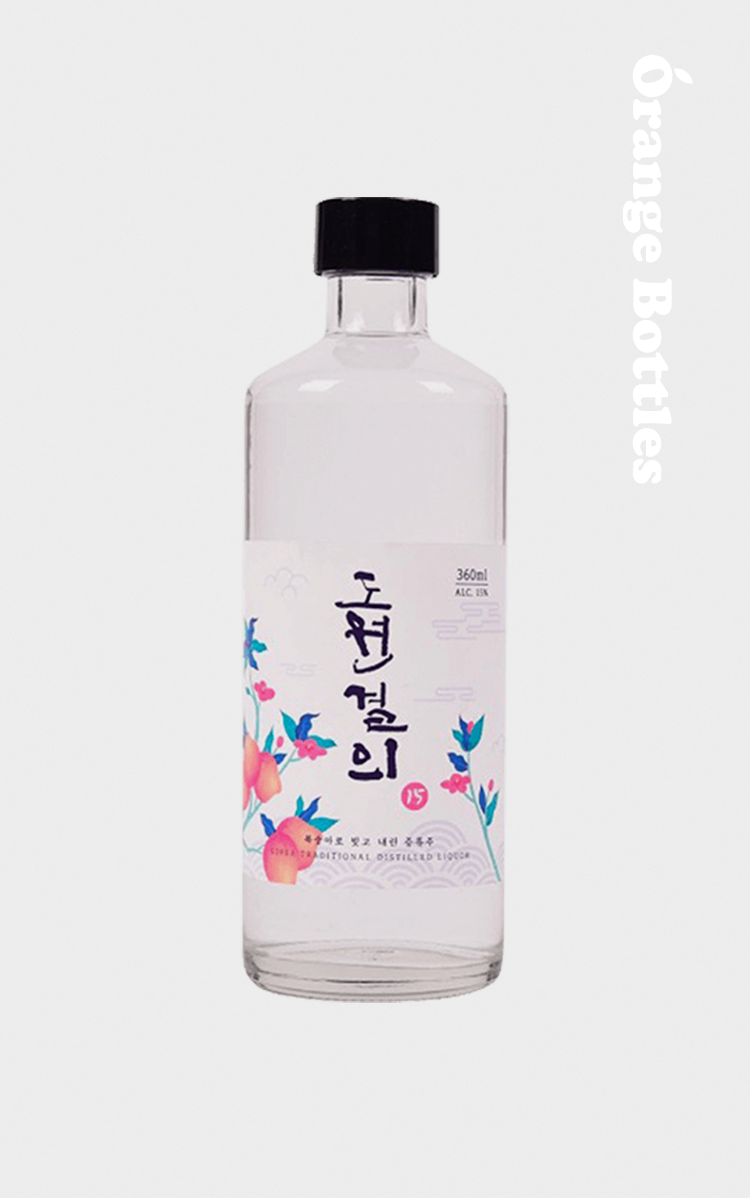 Orange Bottles
360ml
ALC. 15%
도원결의
15
복숭아로 빚고 내린 증류주
KOREA TRADITIONAL DISTILLED LIQUOR